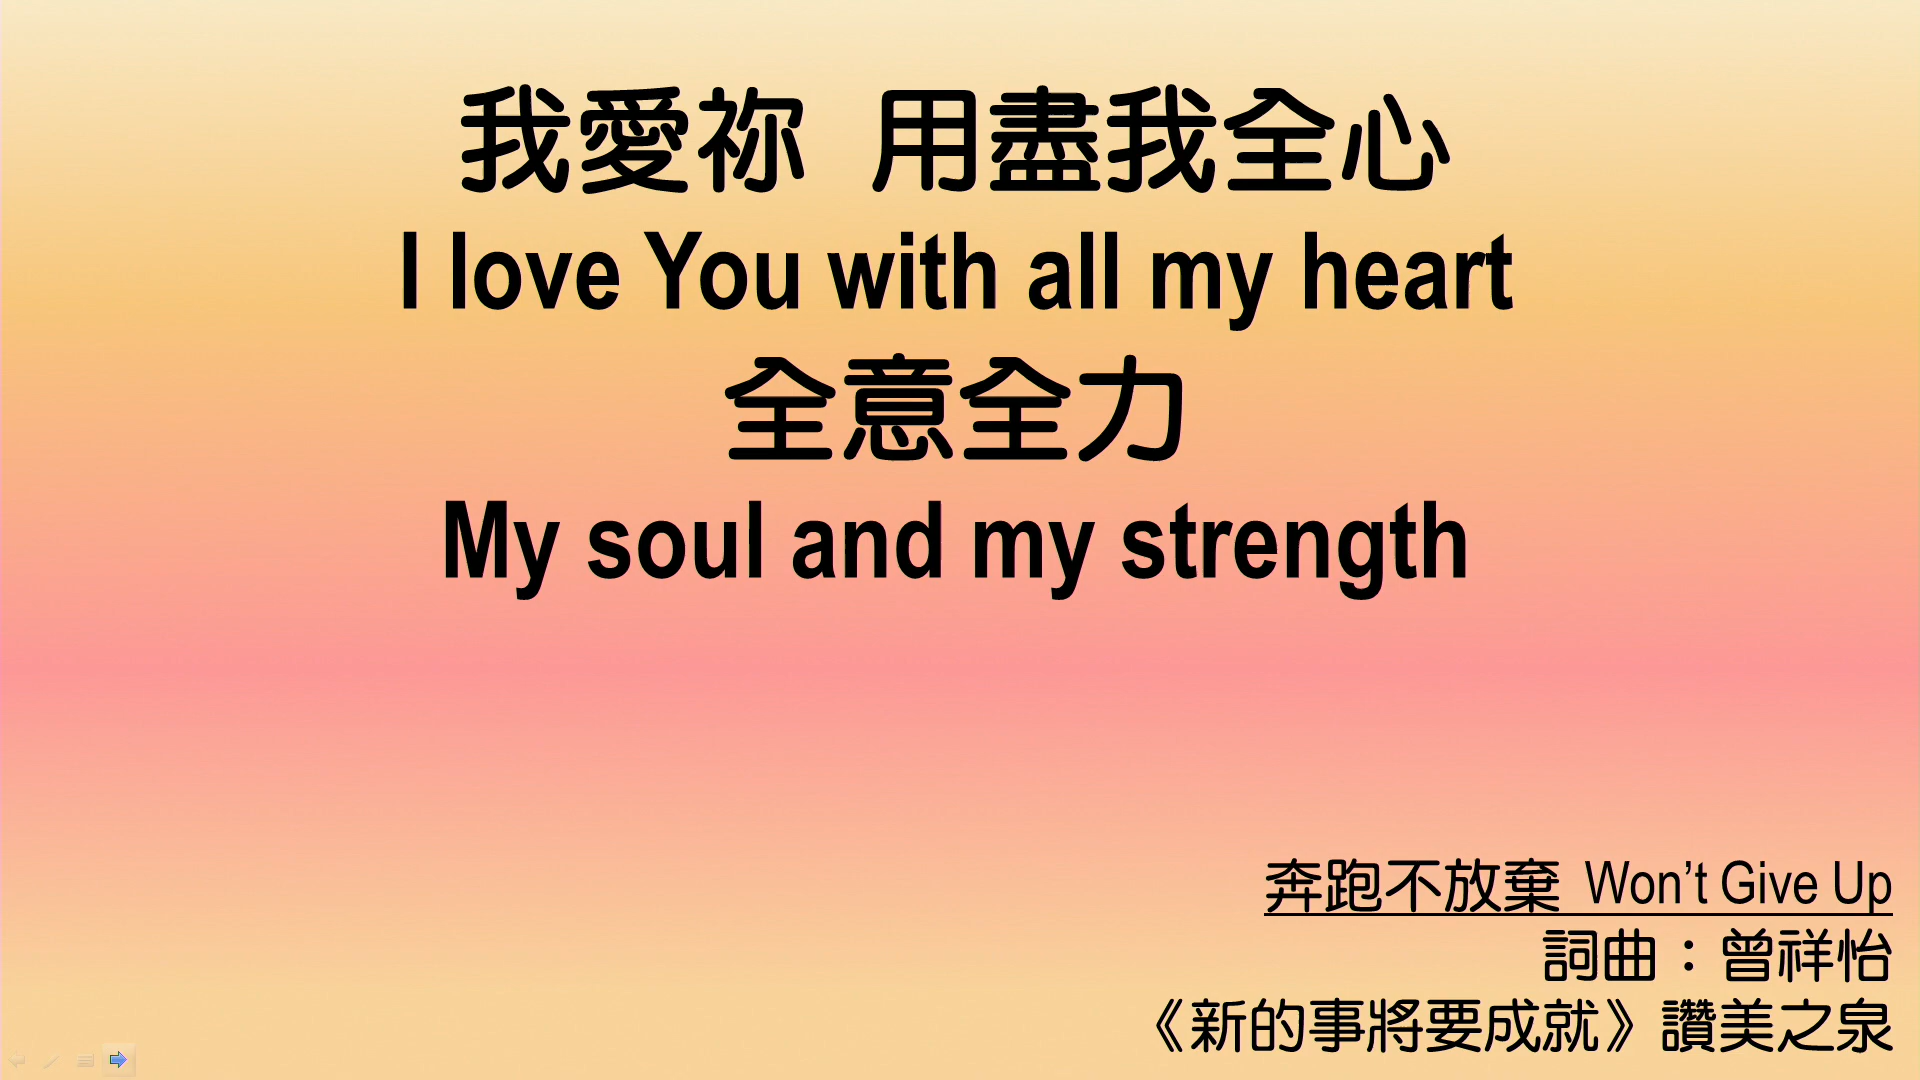 我愛祢 用盡我全心
I love You with all my heart
全意全力
My soul and my strength
奔跑不放棄 Won’t Give Up
詞曲：曾祥怡
《新的事將要成就》讚美之泉